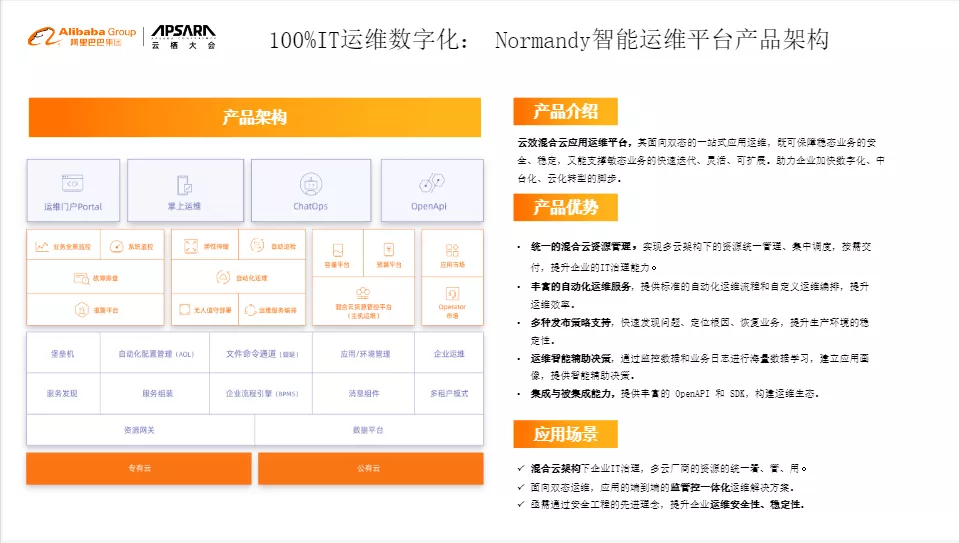 Alibaba Group
阿里巴巴集团
APSARA
云 栖 大 会
100%IT运维数字化： Normandy智能运维平台产品架构
产品架构
运维门户Portal
掌上运维
ChatOps
OpenApi
业务全景监控
系统监控
故障排查
报警平台
弹性伸缩
自动巡检
自动化运维
无人值守部署
运维服务编排
容量平台
预算平台
混合云资源管控平台
（主机运维）
应用市场
Operator
市场
堡垒机
自动化配置管理（AOL）
文件命令通道
应用/环境管理
企业运维
服务发现
服务组装
企业流程引擎（BPMS）
消息组件
多租户模式
资源网关
数据平台
专有云
公有云
产品介绍
云效混合云应用运维平台，其面向双态的一站式应用运维，既可保障稳态业务的安
全、稳定，又能支撑敏态业务的快速迭代、灵活、可扩展。助力企业加快数字化、中
台化、云化转型的脚步。
产品优势
• 统一的混合云资源管理，实现多云架构下的资源统一管理、集中调度，按需交
付，提升企业的IT治理能力。
• 丰富的自动化运维服务，提供标准的自动化运维流程和自定义运维编排，提升
运维效率。
• 多种发布策略支持，快速发现问题、定位根因、恢复业务，提升生产环境的稳
定性。
• 运维智能辅助决策，通过监控数据和业务日志进行海量数据学习，建立应用画
像，提供智能辅助决策。
• 集成与被集成能力，提供丰富的 OpenAPI 和 SDK，构建运维生态。
应用场景
✓ 混合云架构下企业IT治理，多云厂商的资源的统一看、管、用。
✓ 面向双态运维，应用的端到端的监管控一体化运维解决方案。
✓ 亟需通过安全工程的先进理念，提升企业运维安全性、稳定性。